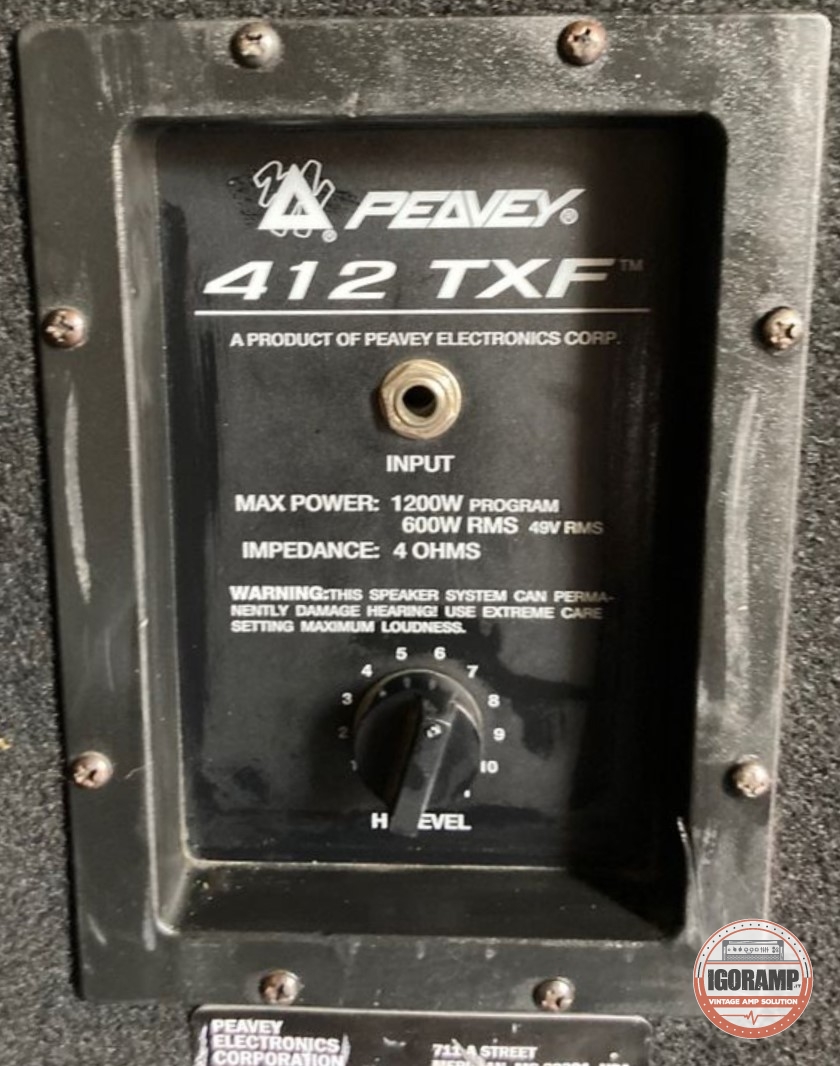 PEAVEY®
412 TXF™
A PRODUCT OF PEAVEY ELECTRONICS CORP.
INPUT
MAX POWER: 1200W PROGRAM
600W RMS 49V RMS
IMPEDANCE: 4 OHMS
WARNING:THIS SPEAKER SYSTEM CAN PERMA-
NENTLY DAMAGE HEARING! USE EXTREME CARE
SETTING MAXIMUM LOUDNESS.
1 2 3 4 5 6 7 8 9 10
H EVEL
PEAVEY
ELECTRONICS
CORPORATION
711 A STREET
IGORAMP
VINTAGE AMP SOLUTION